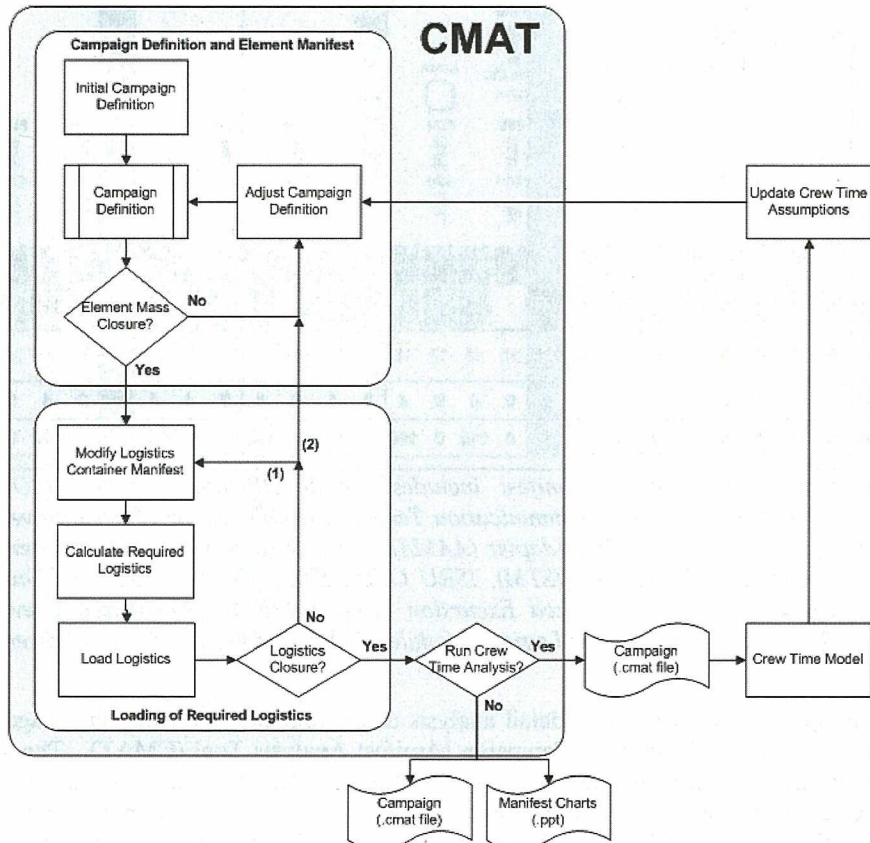 CMAT
Campaign Definition and Element Manifest
Initial Campaign
Definition
Campaign
Definition
Adjust Campaign
Definition
Update Crew Time
Assumptions
Element Mass
Closure?
No
Yes
Modify Logistics
Container Manifest
(1)
(2)
Calculate Required
Logistics
Load Logistics
Logistics
Closure?
No
Yes
Run Crew
Time Analysis?
Yes
No
Campaign
(.cmat file)
Crew Time Model
Loading of Required Logistics
Campaign
(.cmat file)
Manifest Charts
(.ppt)